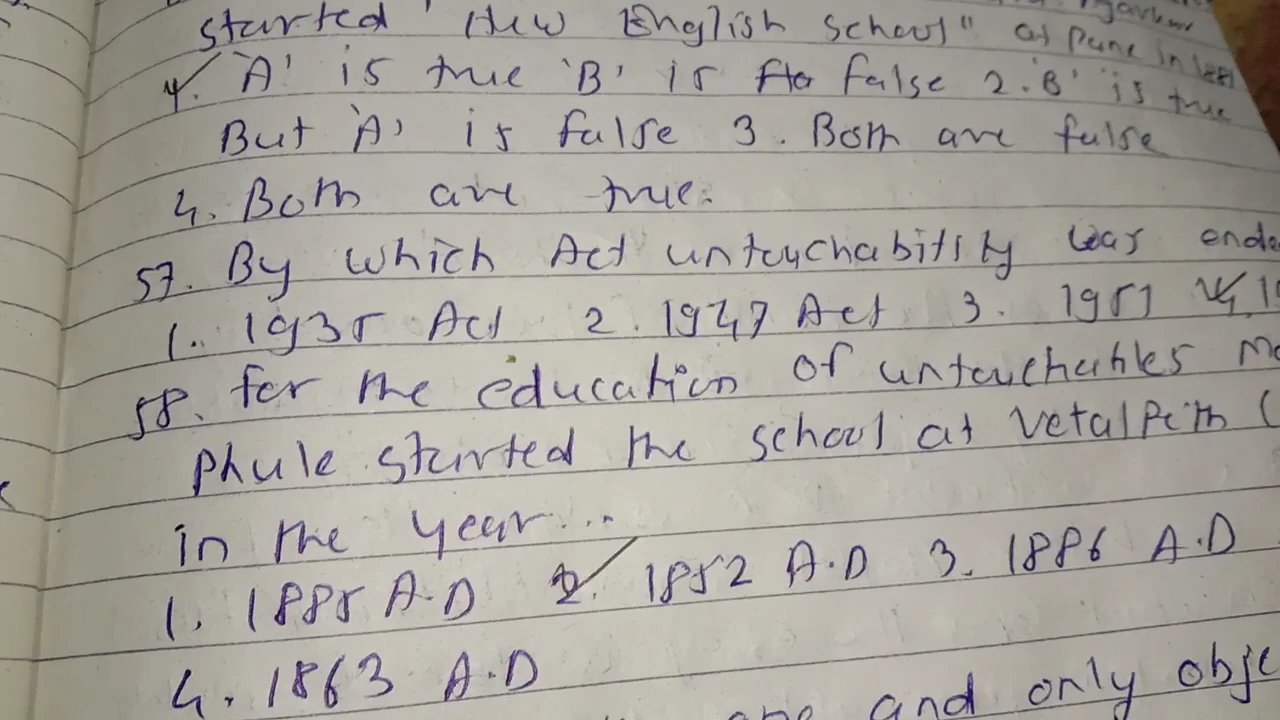 started "New English school" at Pune in 1881
1. 'A' is true 'B' is false 2. 'B' is true
But 'A' is false 3. Both are false
4. Both are true.
57. By which Act untouchability was
1. 1935 Act 2. 1947 Act 3. 1951 4.
58. for the education of untouchables
Phule started the school at Vetalpeth (
in the year...
1. 1885 A.D 2. 1852 A.D 3. 1886 A.D
4. 1863 A.D
and only